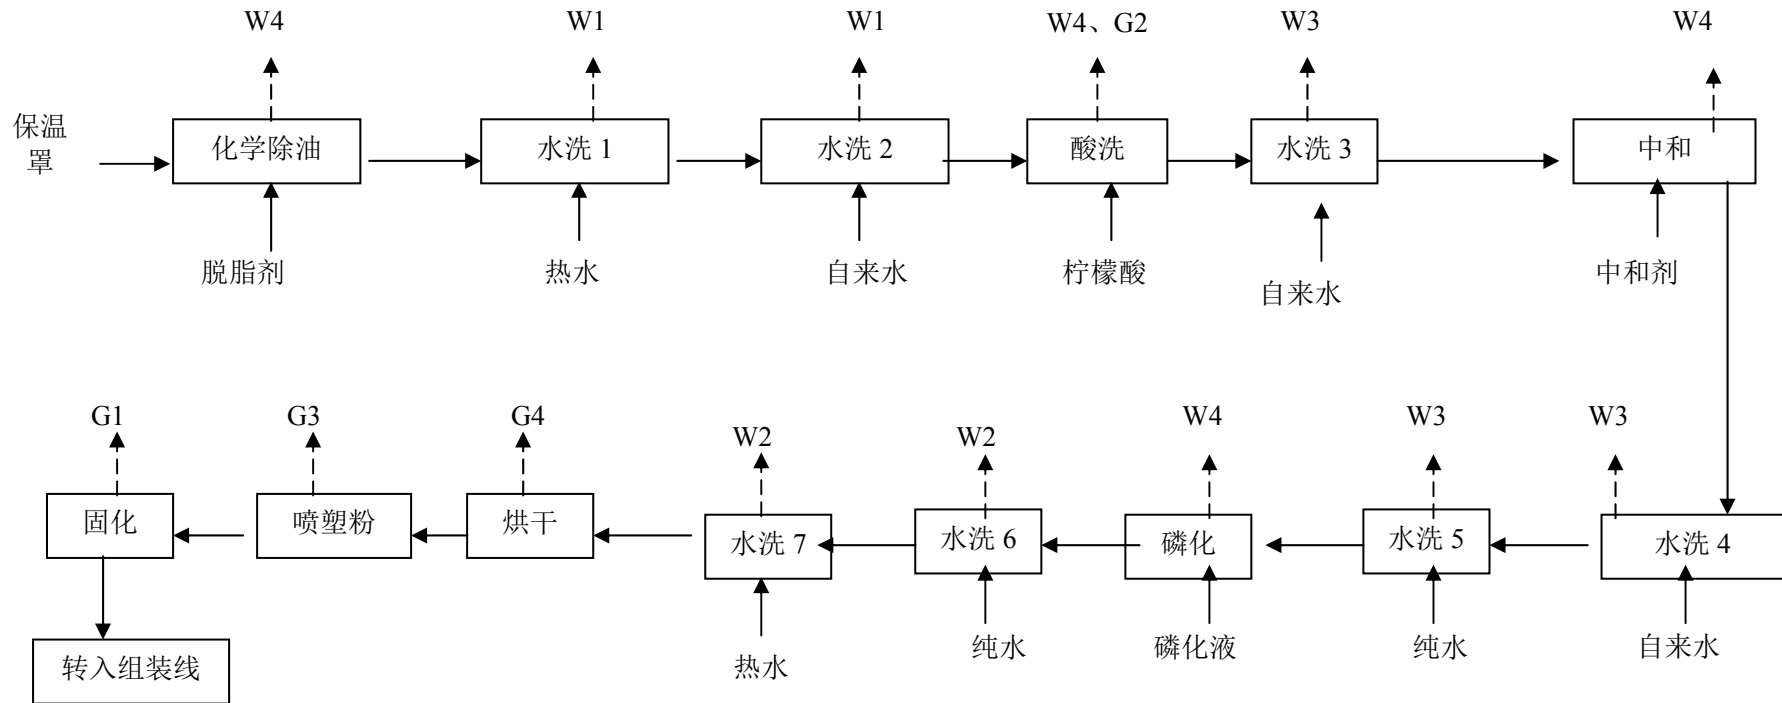 W4
W1
W1
W4、G2
W3
W4
保温
罩
化学除油
水洗 1
水洗 2
酸洗
水洗 3
中和
脱脂剂
热水
自来水
柠檬酸
自来水
中和剂
G1
G3
G4
W2
W2
W4
W3
W3
固化
喷塑粉
烘干
水洗 7
水洗 6
磷化
水洗 5
水洗 4
转入组装线
热水
纯水
磷化液
纯水
自来水